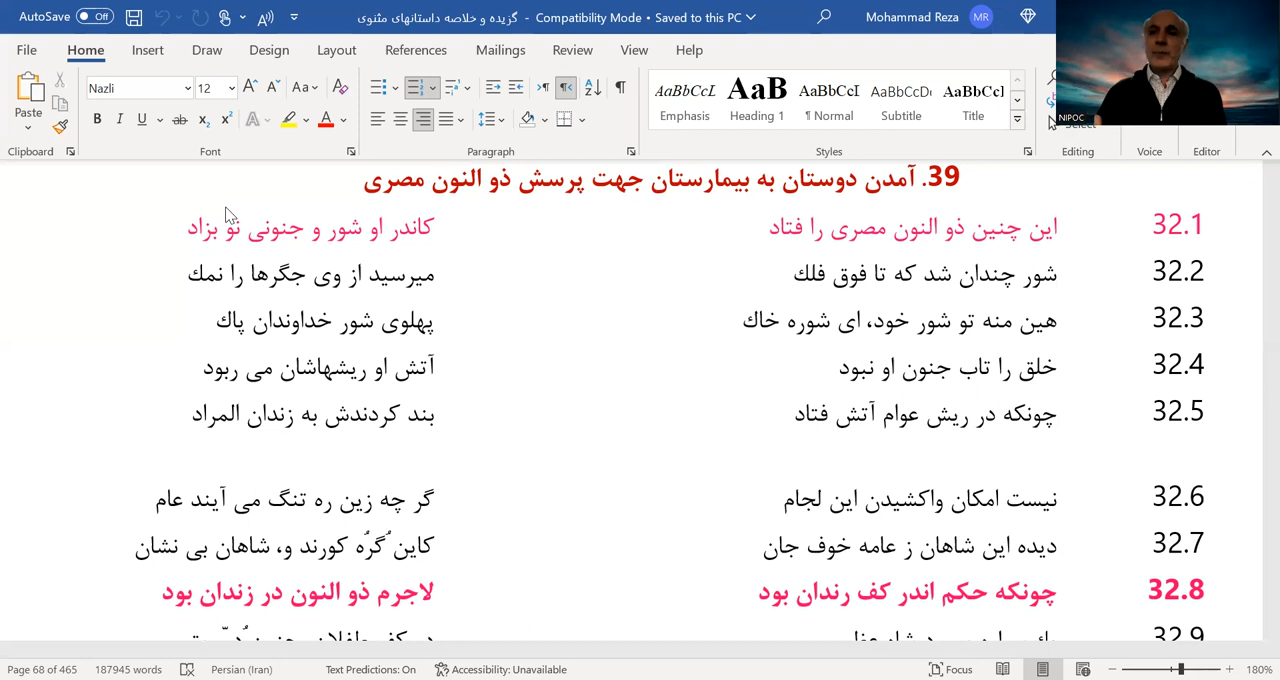 AutoSave Off گزیده و خلاصه داستانهای مثنوی - Compatibility Mode • Saved to this PC Mohammad Reza MR
File Home Insert Draw Design Layout References Mailings Review View Help
Paste Nazli 12 Aa AaBbCcL AaB AaBbCcI AaBbCcDı AaBbCcI
Emphasis Heading 1 ¶ Normal Subtitle Title Select NIPOC
Clipboard Font Paragraph Styles Editing Voice Editor
39. آمدن دوستان به بیمارستان جهت پرسش ذو النون مصری
32.1 این چنین ذو النون مصری را فتاد کاندر او شور و جنونی نو بزاد
32.2 شور چندان شد که تا فوق فلك میرسید از وی جگرها را نمك
32.3 هین منه تو شور خود، ای شوره خاك پهلوی شور خداوندان پاك
32.4 خلق را تاب جنون او نبود آتش او ریشهاشان می ربود
32.5 چونکه در ریش عوام آتش فتاد بند کردندش به زندان المراد
32.6 نیست امکان واکشیدن این لجام گر چه زین ره تنگ می آیند عام
32.7 دیده این شاهان ز عامه خوف جان کاین ُگرُه کورند و، شاهان بی نشان
32.8 چونکه حکم اندر کف رندان بود لاجرم ذو النون در زندان بود
32.9
Page 68 of 465 187945 words Persian (Iran) Text Predictions: On Accessibility: Unavailable Focus 180%